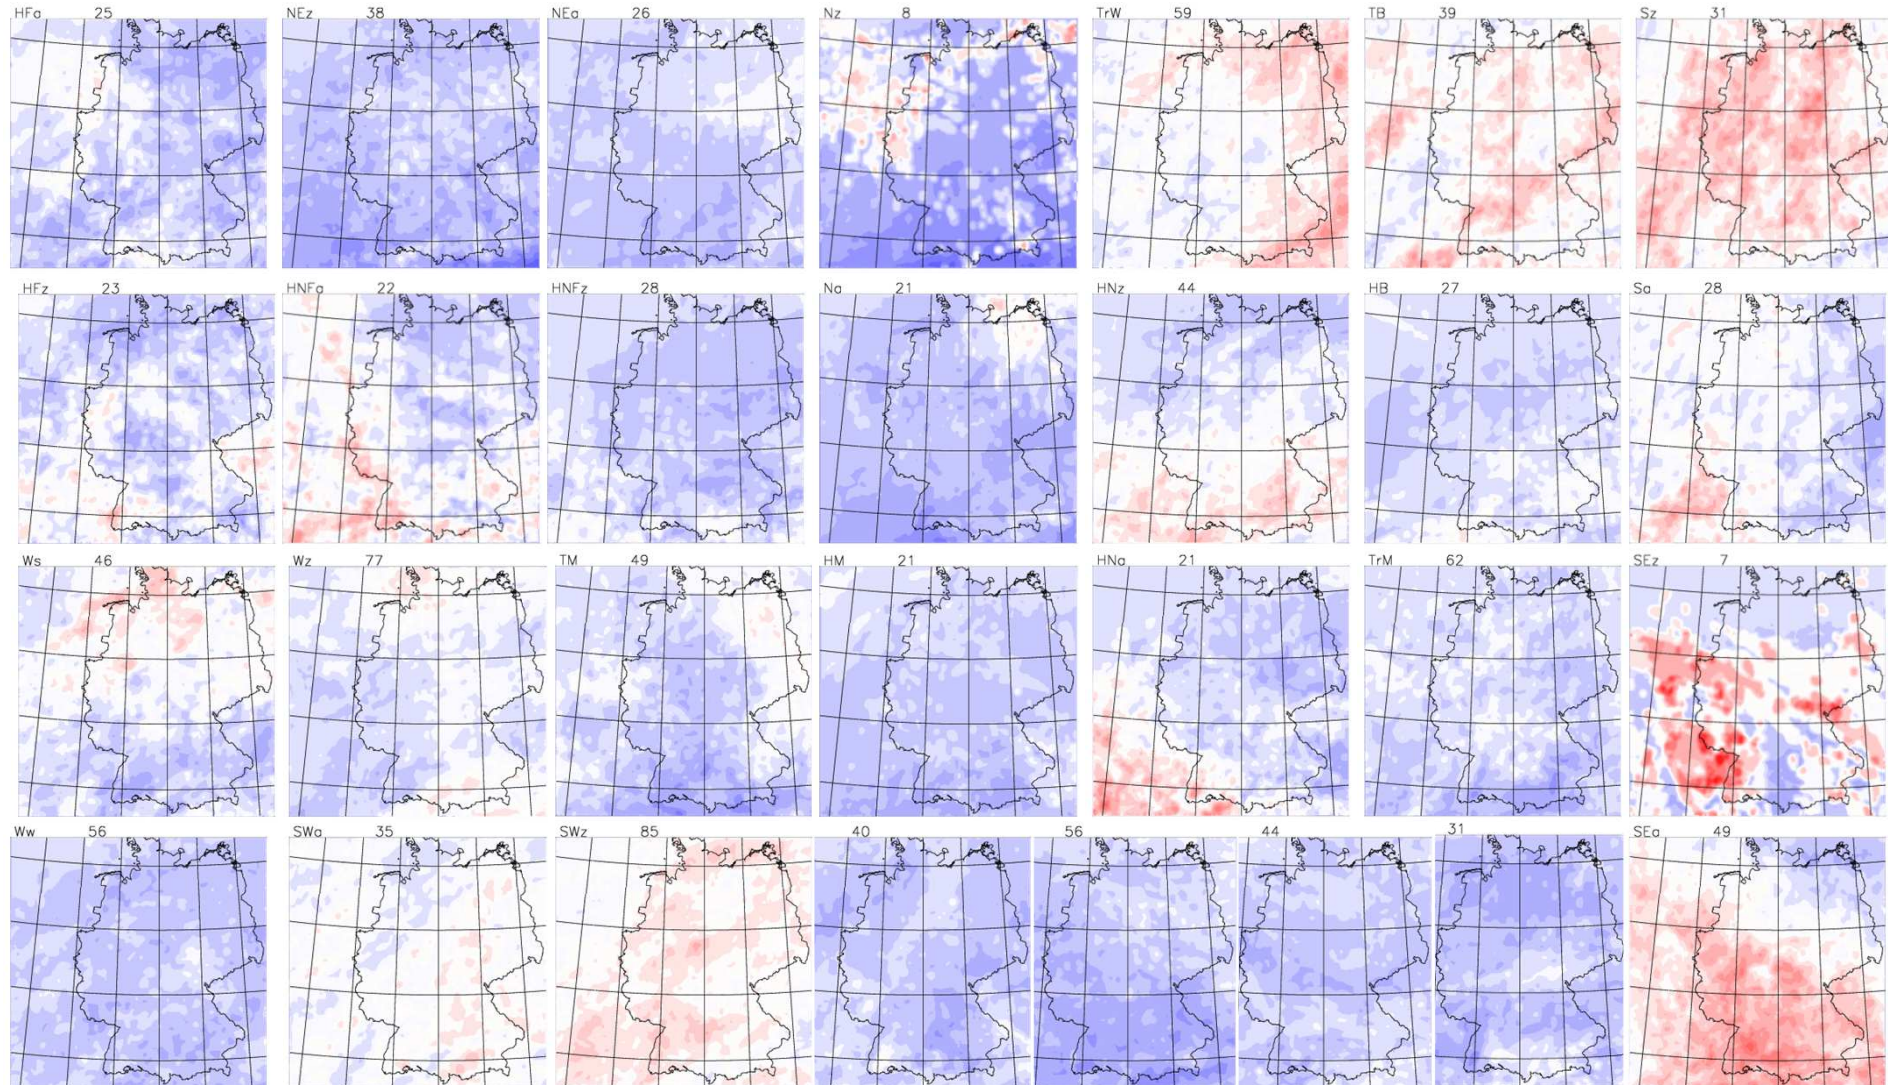 HFa 25
NEz 38
NEa 26
Nz 8
TrW 59
TB 39
Sz 31
HFz 23
HNFa 22
HNFz 28
Na 21
HNz 44
HB 27
Sa 28
Ws 46
Wz 77
TM 49
HM 21
HNa 21
TrM 62
SEz 7
Ww 56
SWa 35
SWz 85
40
56
44
31
SEa 49